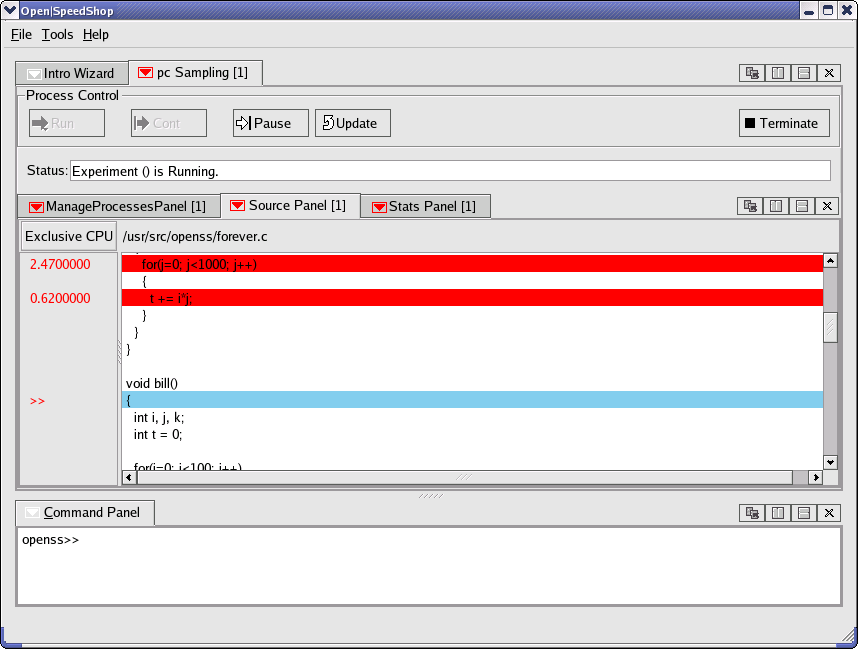 Open|SpeedShop
File Tools Help
Intro Wizard pc Sampling [1]
Process Control
Run Cont Pause Update Terminate
Status: Experiment () is Running.
ManageProcessesPanel [1] Source Panel [1] Stats Panel [1]
Exclusive CPU /usr/src/openss/forever.c
2.4700000 for(j=0; j<1000; j++)
{
0.6200000 t += i*j;
}
}
}
void bill()
>> {
int i, j, k;
int t = 0;
for(i=0; i<100; i++)
Command Panel
openss>>